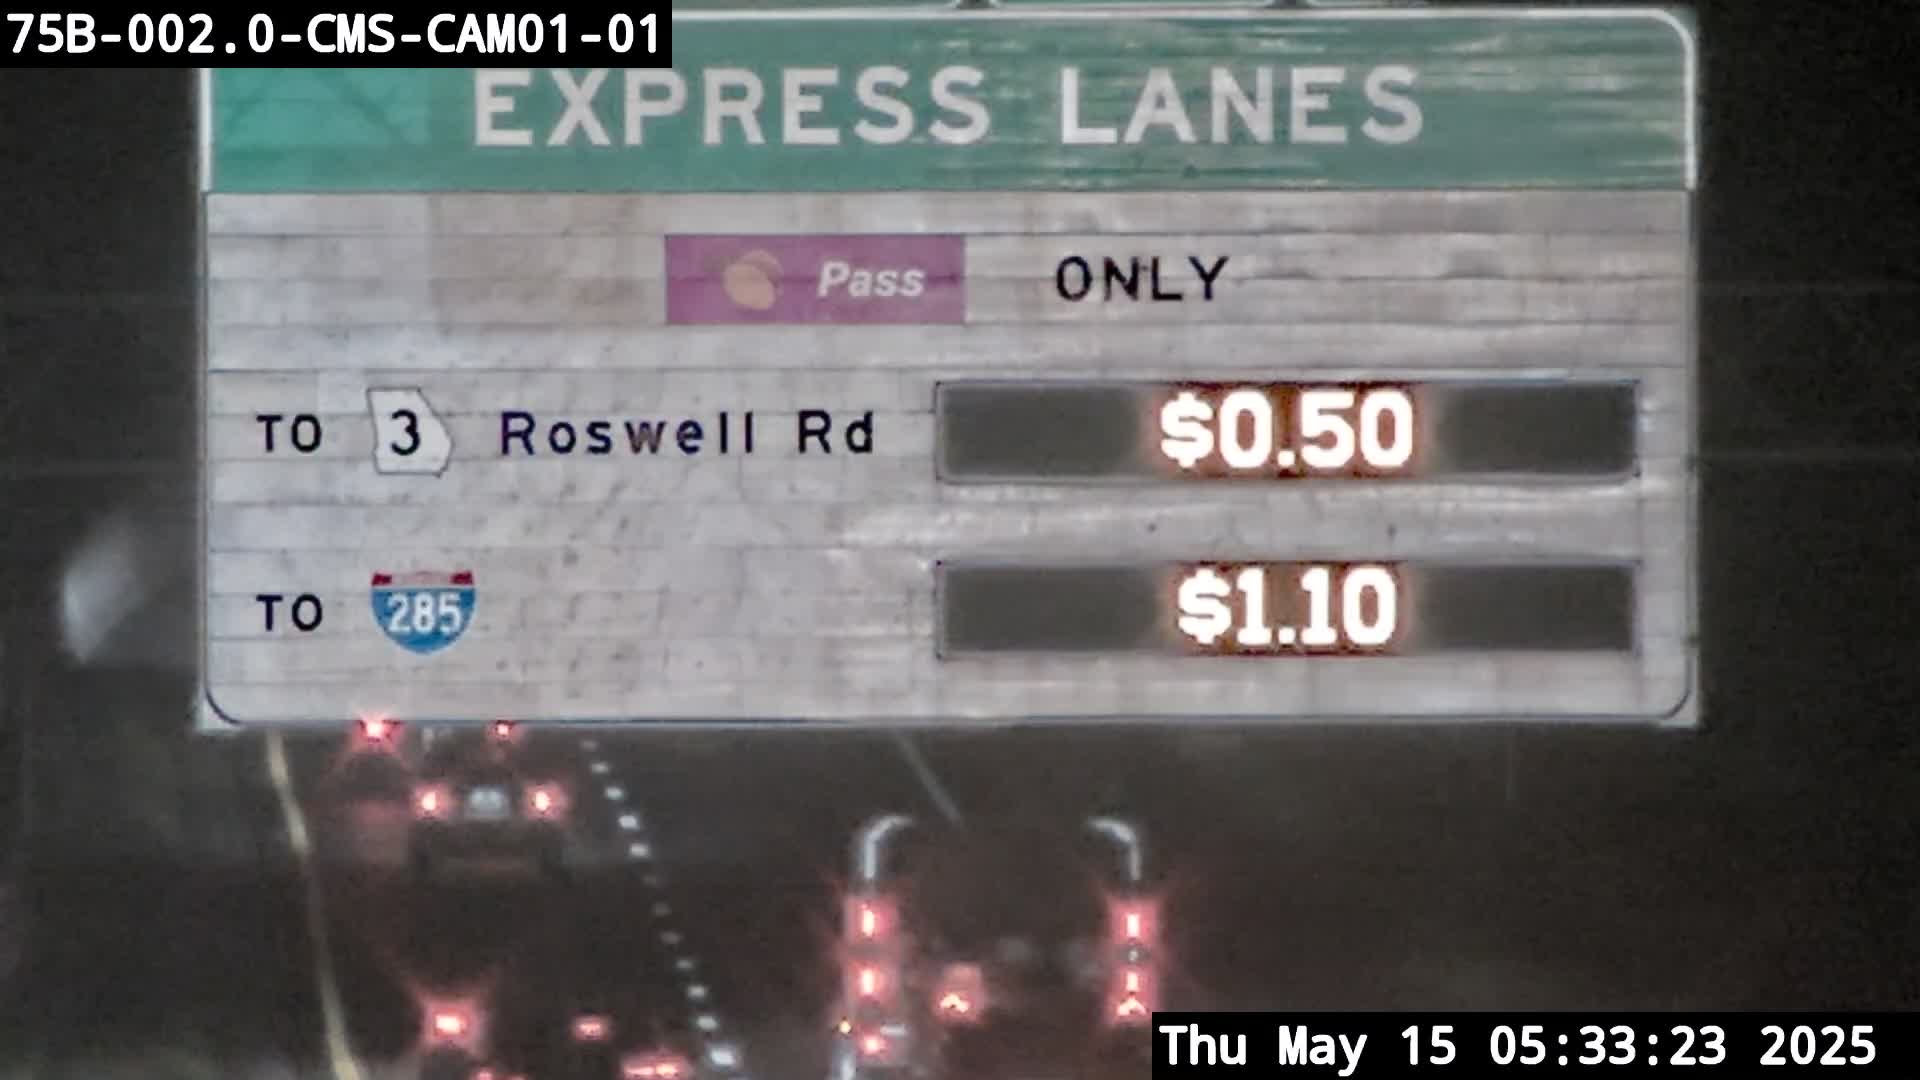 75B-002.0-CMS-CAM01-01
EXPRESS LANES
Pass ONLY
TO 3 Roswell Rd $0.50
TO 285 $1.10
Thu May 15 05:33:23 2025